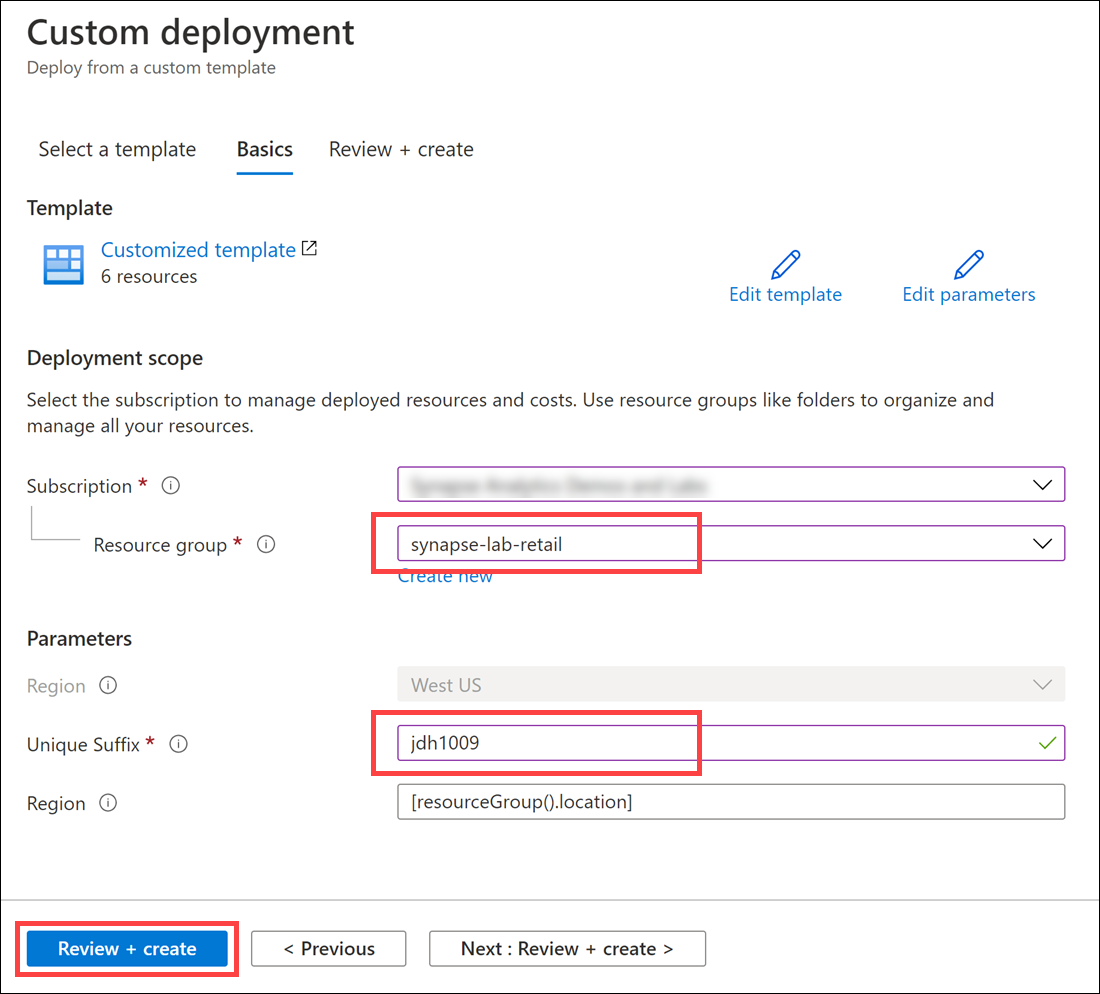 Custom deployment
Deploy from a custom template
Select a template Basics Review + create
Template
Customized template
6 resources
Edit template Edit parameters
Deployment scope
Select the subscription to manage deployed resources and costs. Use resource groups like folders to organize and
manage all your resources.
Subscription *
Resource group * synapse-lab-retail
Create new
Parameters
Region West US
Unique Suffix * jdh1009
Region [resourceGroup().location]
Review + create < Previous Next : Review + create >